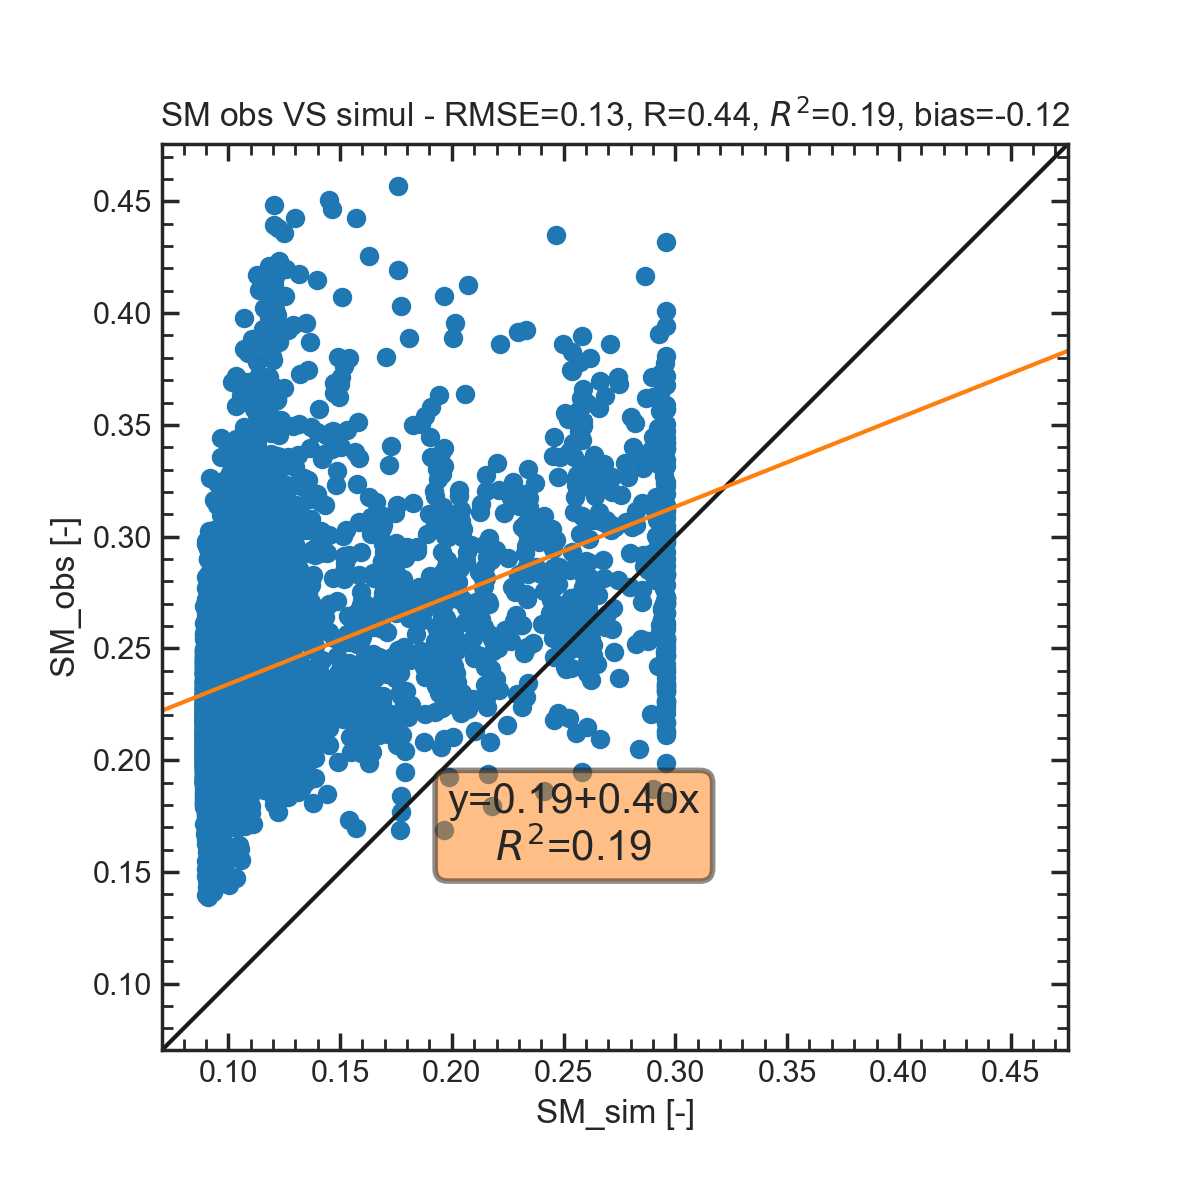 SM obs VS simul - RMSE=0.13, R=0.44, R²=0.19, bias=-0.12
0.45
0.40
0.35
0.30
0.25
0.20
0.15
0.10
SM_obs [-]
y=0.19+0.40x
R²=0.19
0.10 0.15 0.20 0.25 0.30 0.35 0.40 0.45
SM_sim [-]